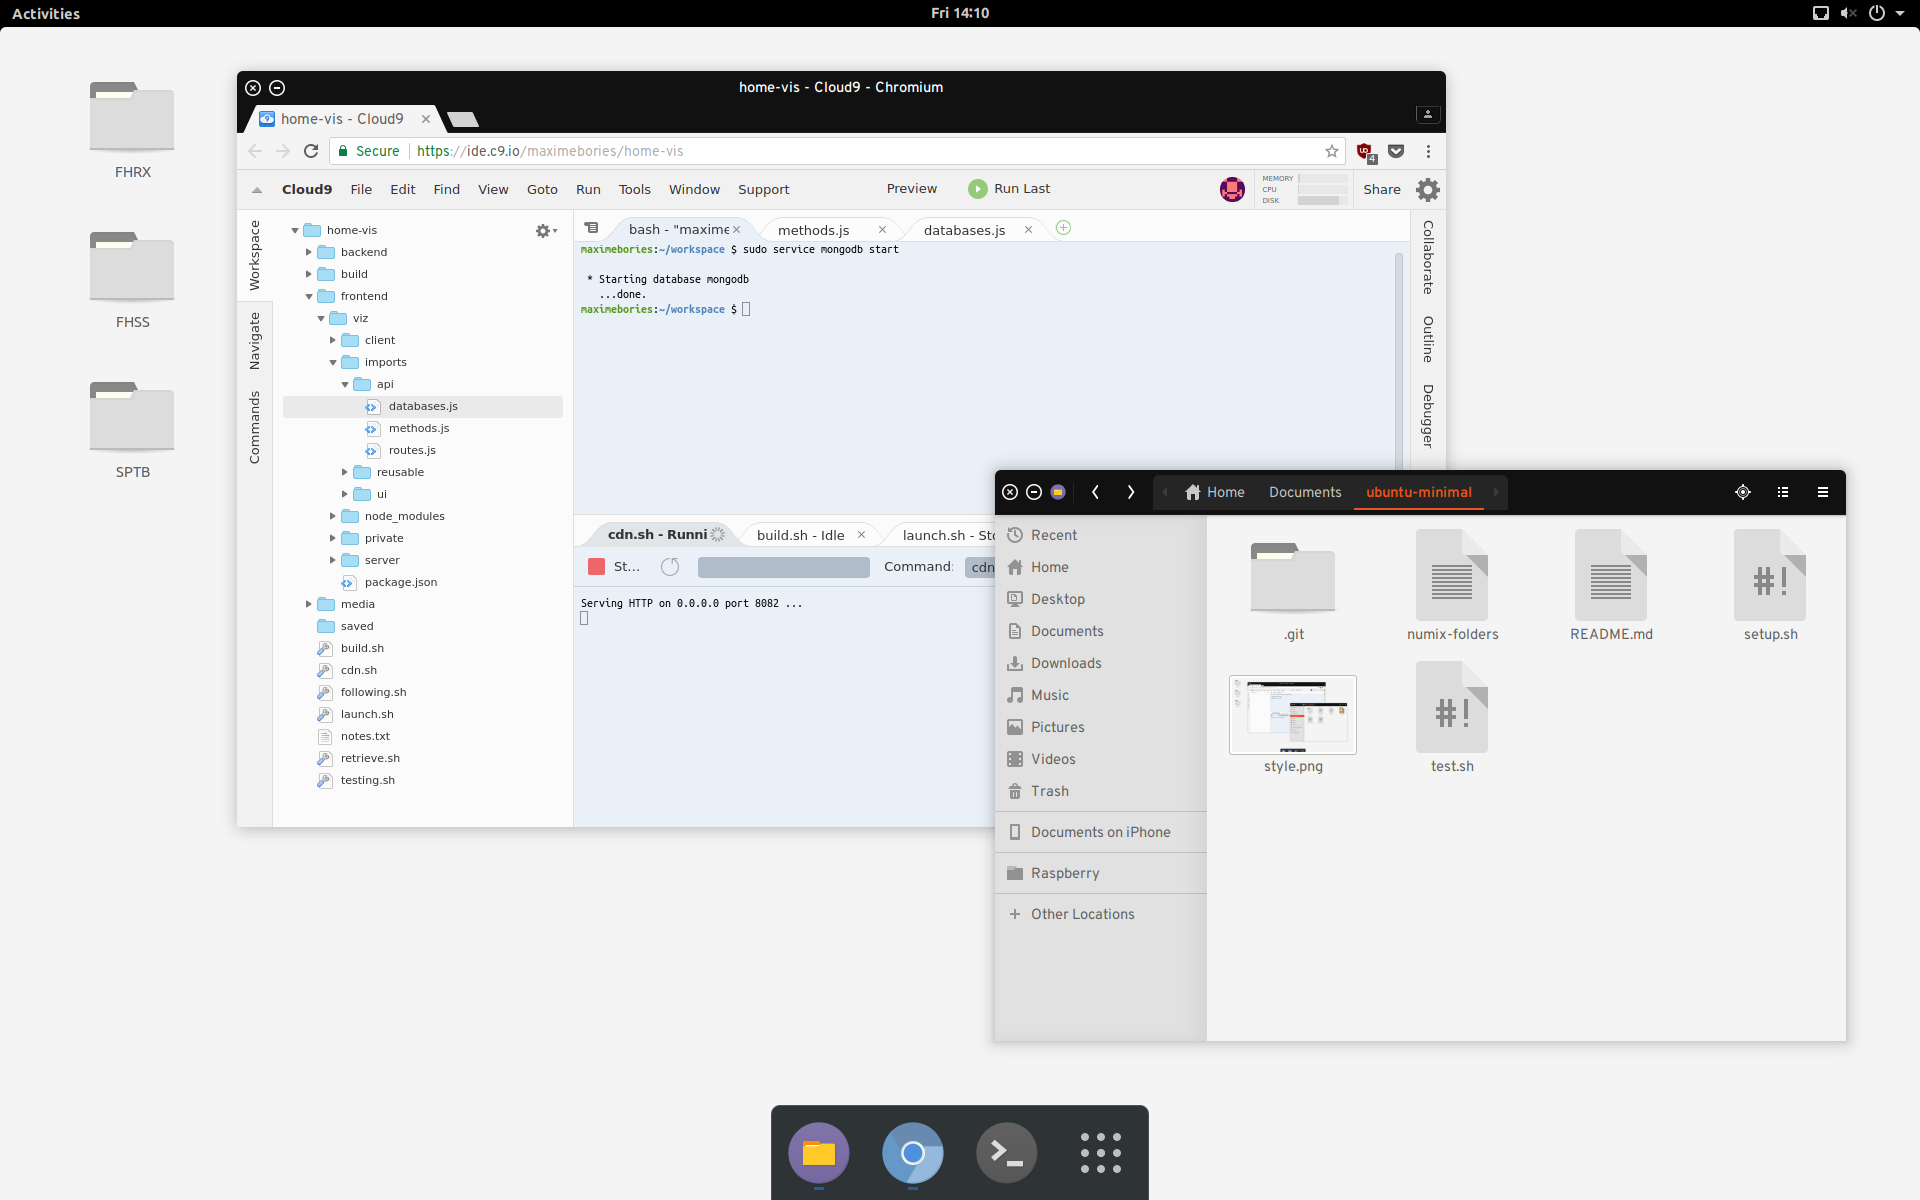 Activities
Fri 14:10
FHRX
FHSS
SPTB
home-vis - Cloud9 - Chromium
home-vis - Cloud9
Secure
https://ide.c9.io/maximebories/home-vis
4
Cloud9 File Edit Find View Goto Run Tools Window Support Preview Run Last
MEMORY
CPU
DISK
Share
Workspace
Navigate
Commands
home-vis
backend
build
frontend
viz
client
imports
api
databases.js
methods.js
routes.js
reusable
ui
node_modules
private
server
package.json
media
saved
build.sh
cdn.sh
following.sh
launch.sh
notes.txt
retrieve.sh
testing.sh
bash - "maxime
methods.js
databases.js
maximebories:~/workspace $ sudo service mongodb start
* Starting database mongodb
...done.
maximebories:~/workspace $
Collaborate
Outline
Debugger
cdn.sh - Runni
build.sh - Idle
launch.sh - Sto
St...
Command: cdn
Serving HTTP on 0.0.0.0 port 8082 ...
Home Documents ubuntu-minimal
Recent
Home
Desktop
Documents
Downloads
Music
Pictures
Videos
Trash
Documents on iPhone
Raspberry
Other Locations
#!
.git numix-folders README.md setup.sh
#!
style.png test.sh